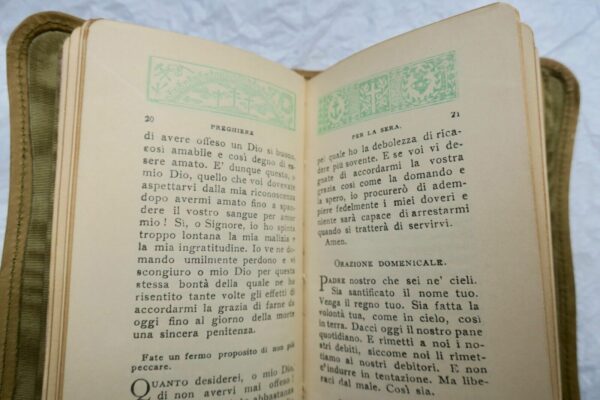 20
PREGHIERE
di avere offeso un Dio sì buono,
così amabile e così degno di es-
sere amato. E' dunque questo, o
mio Dio, quello che voi dovevate
aspettarvi dalla mia riconoscenza
dopo avermi amato fino a span-
dere il vostro sangue per amor
mio! Sì, o Signore, io ho spinta
troppo lontana la mia malizia e
la mia ingratitudine. Io ve ne do-
mando umilmente perdono e vi
scongiuro o mio Dio per questa
stessa bontà della quale ne ho
risentito tante volte gli effetti di
accordarmi la grazia di farne da
oggi fino al giorno della morte
una sincera penitenza.
Fate un fermo proposito di non più
peccare.
QUANTO desiderei, o mio Dio,
di non avervi mai offeso!
abbastanza
PER LA SERA.
21
pel quale ho la debolezza di rica-
dere più sovente. E se voi vi de-
gnate di accordarmi la vostra
grazia così come la domando e
la spero, io procurerò di adem-
piere fedelmente i miei doveri e
niente sarà capace di arrestarmi
quando si tratterà di servirvi.
Amen.
ORAZIONE DOMENICALE.
PADRE nostro che sei ne' cieli.
Sia santificato il nome tuo.
Venga il regno tuo. Sia fatta la
volontà tua, come in cielo, così
in terra. Dacci oggi il nostro pane
quotidiano. E rimetti a noi i no-
stri debiti, siccome noi li rimet-
tiamo ai nostri debitori. E non
c'indurre in tentazione. Ma libe-
raci dal male. Così sia.